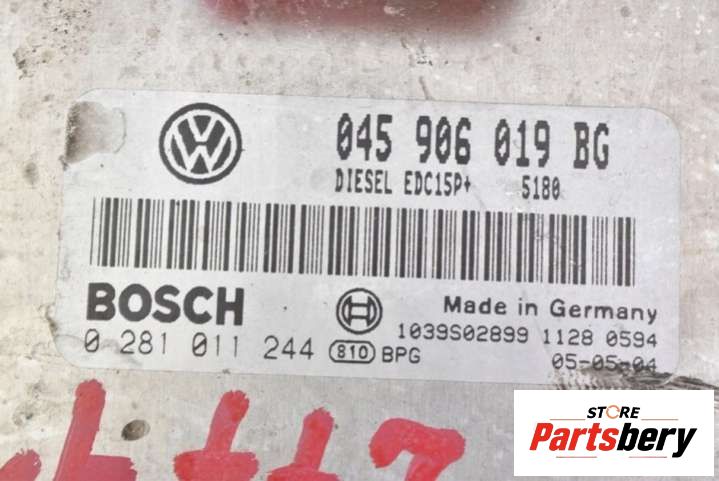 045 906 019 BG
DIESEL EDC15P+ 5180
BOSCH
Made in Germany
0 281 011 244 810 BPG
1039S02899 1128 0594
05-05-04
STORE
Partsbery